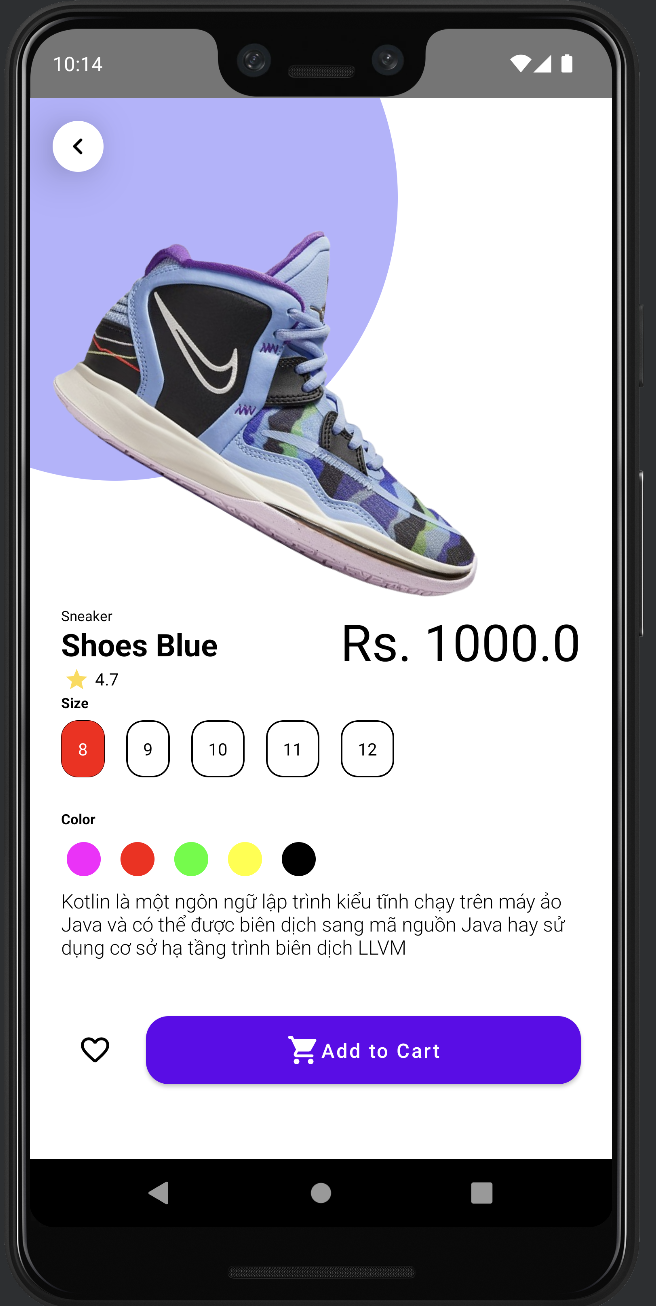 10:14
Sneaker
Shoes Blue
Rs. 1000.0
4.7
Size
8 9 10 11 12
Color
Kotlin là một ngôn ngữ lập trình kiểu tĩnh chạy trên máy ảo
Java và có thể được biên dịch sang mã nguồn Java hay sử
dụng cơ sở hạ tầng trình biên dịch LLVM
Add to Cart